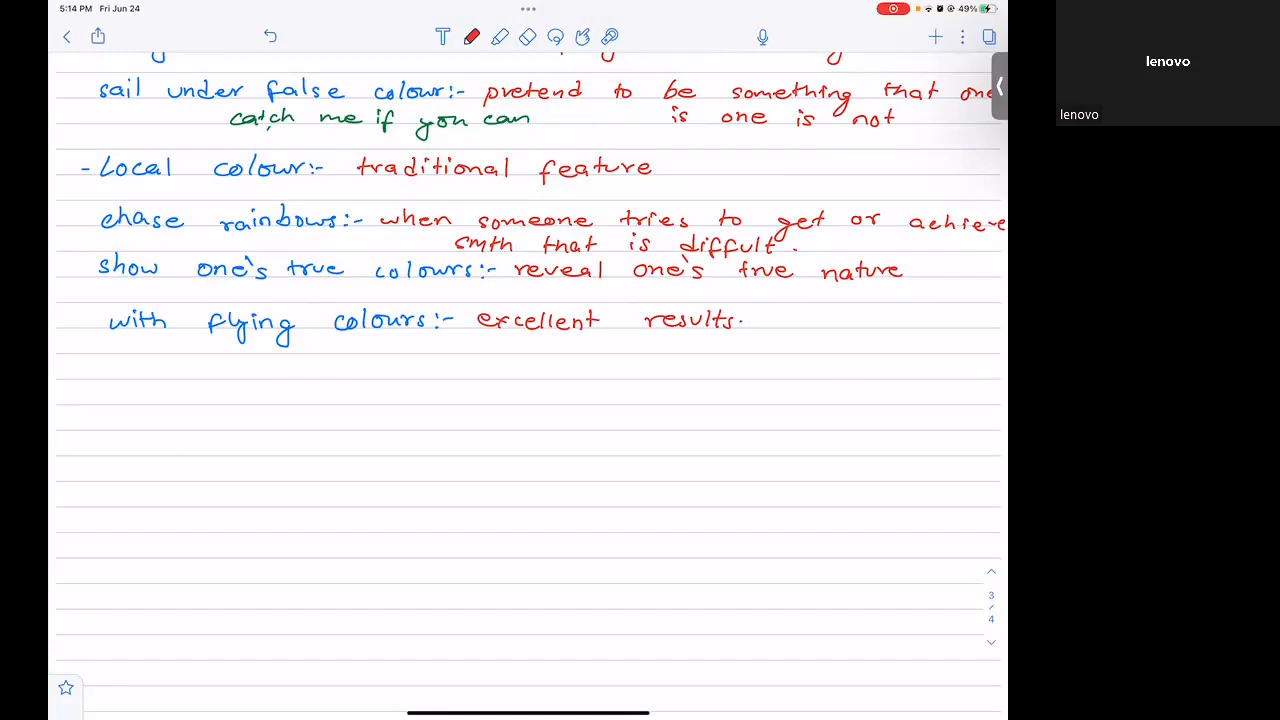 5:14 PM Fri Jun 24
49%
lenovo
lenovo
sail under false colour:- pretend to be something that one
catch me if you can is one is not
- Local colour:- traditional feature
chase rainbows:- when someone tries to get or achieve
smth that is diffult.
show one's true colours:- reveal one's true nature
with flying colours:- excellent results.
3
/
4